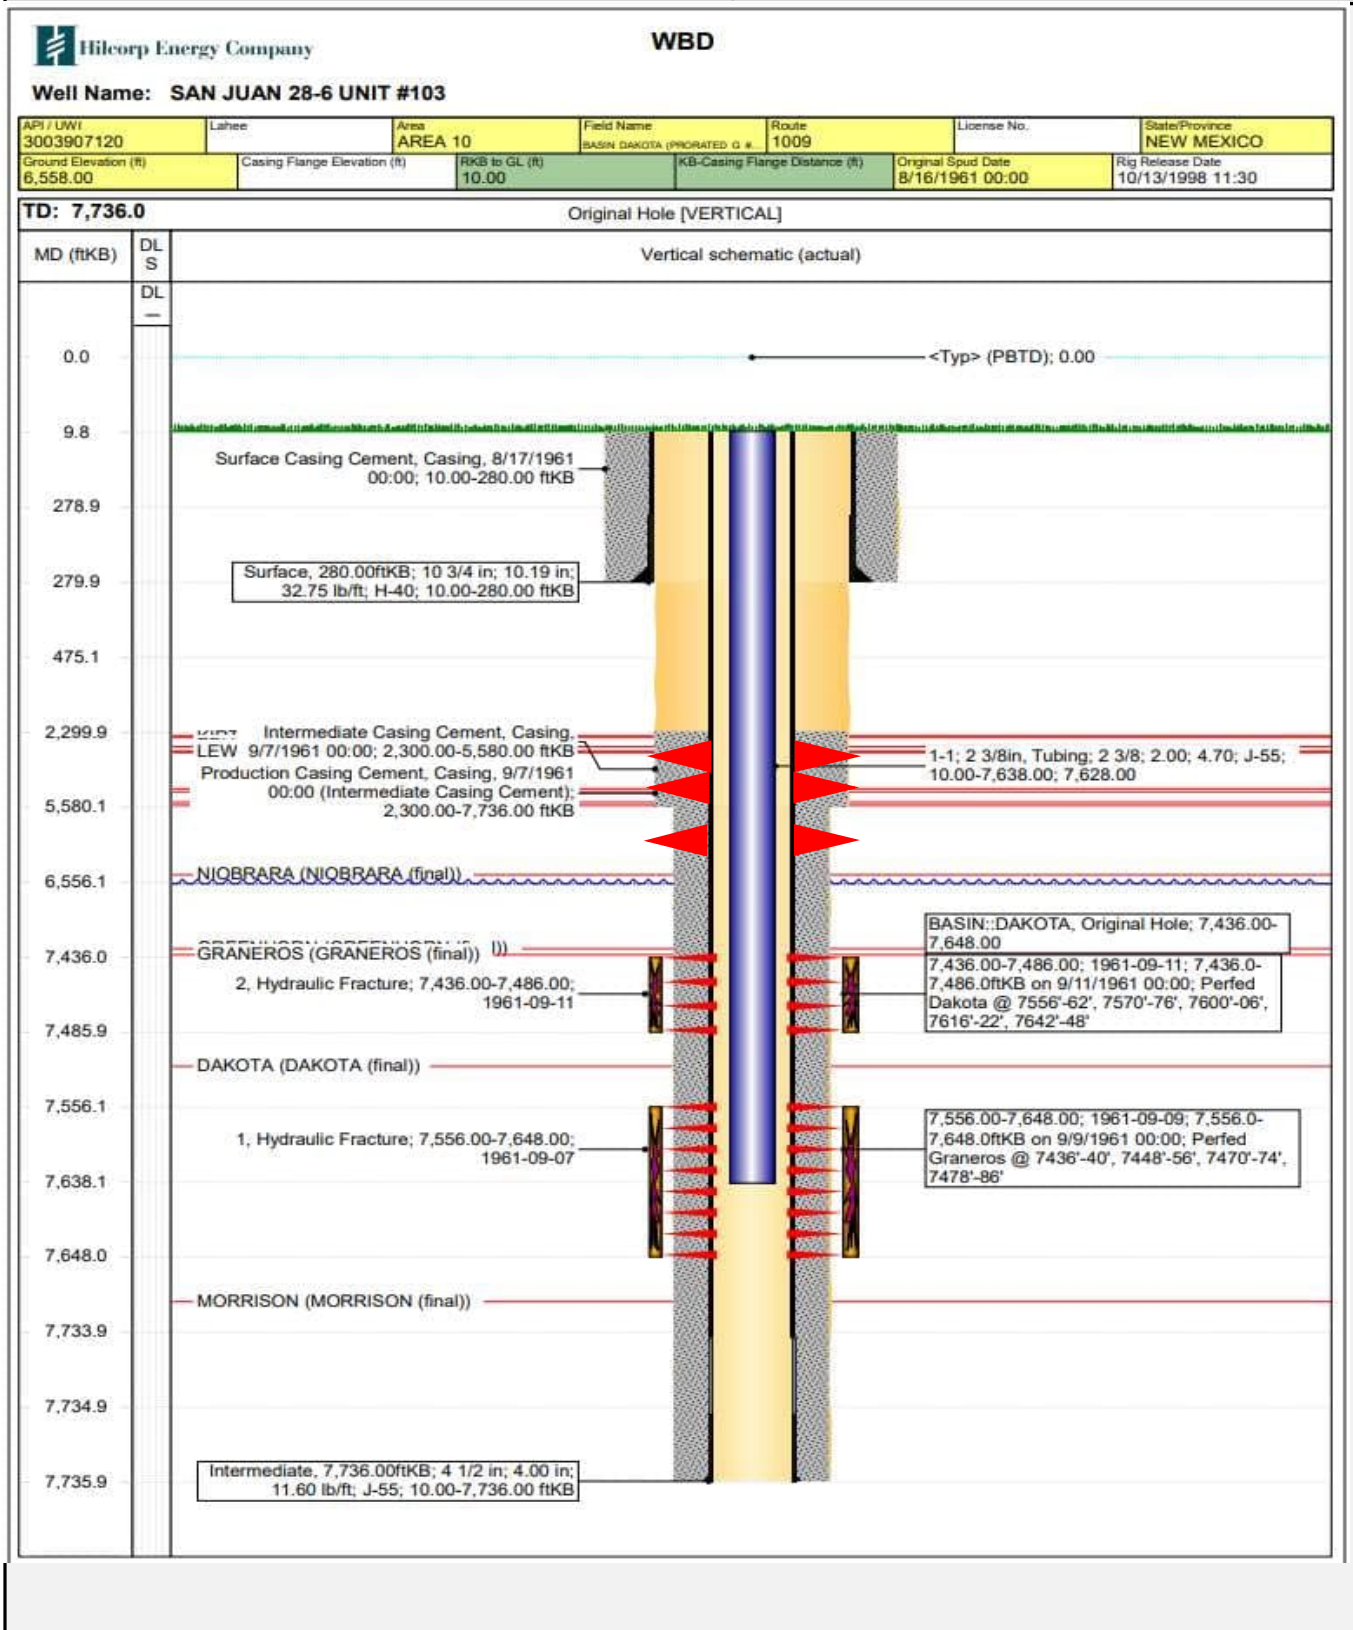 Hilcorp Energy Company
WBD
Well Name: SAN JUAN 28-6 UNIT #103
API / UWI
3003907120
Lahee
Area
AREA 10
Field Name
BASIN DAKOTA (PRORATED G #...
Route
1009
License No.
State/Province
NEW MEXICO
Ground Elevation (ft)
6,558.00
Casing Flange Elevation (ft)
RKB to GL (ft)
10.00
KB-Casing Flange Distance (ft)
Original Spud Date
8/16/1961 00:00
Rig Release Date
10/13/1998 11:30
TD: 7,736.0
Original Hole [VERTICAL]
MD (ftKB)
DL
S
Vertical schematic (actual)
DL
0.0
<Typ> (PBTD); 0.00
9.8
Surface Casing Cement, Casing, 8/17/1961
00:00; 10.00-280.00 ftKB
278.9
279.9
Surface, 280.00ftKB; 10 3/4 in; 10.19 in;
32.75 lb/ft; H-40; 10.00-280.00 ftKB
475.1
2,299.9
Intermediate Casing Cement, Casing,
LEW 9/7/1961 00:00; 2,300.00-5,580.00 ftKB
Production Casing Cement, Casing, 9/7/1961
00:00 (Intermediate Casing Cement);
2,300.00-7,736.00 ftKB
1-1; 2 3/8in, Tubing; 2 3/8; 2.00; 4.70; J-55;
10.00-7,638.00; 7,628.00
5,580.1
NIOBRARA (NIOBRARA (final))
6,556.1
BASIN::DAKOTA, Original Hole; 7,436.00-
7,648.00
7,436.0
GRANEROS (GRANEROS (final))
2, Hydraulic Fracture; 7,436.00-7,486.00;
1961-09-11
7,436.00-7,486.00; 1961-09-11; 7,436.0-
7,486.0ftKB on 9/11/1961 00:00; Perfed
Dakota @ 7556'-62', 7570'-76', 7600'-06',
7616'-22', 7642'-48'
7,485.9
DAKOTA (DAKOTA (final))
7,556.1
1, Hydraulic Fracture; 7,556.00-7,648.00;
1961-09-07
7,556.00-7,648.00; 1961-09-09; 7,556.0-
7,648.0ftKB on 9/9/1961 00:00; Perfed
Graneros @ 7436'-40', 7448'-56', 7470'-74',
7478'-86'
7,638.1
7,648.0
MORRISON (MORRISON (final))
7,733.9
7,734.9
7,735.9
Intermediate, 7,736.00ftKB; 4 1/2 in; 4.00 in;
11.60 lb/ft; J-55; 10.00-7,736.00 ftKB